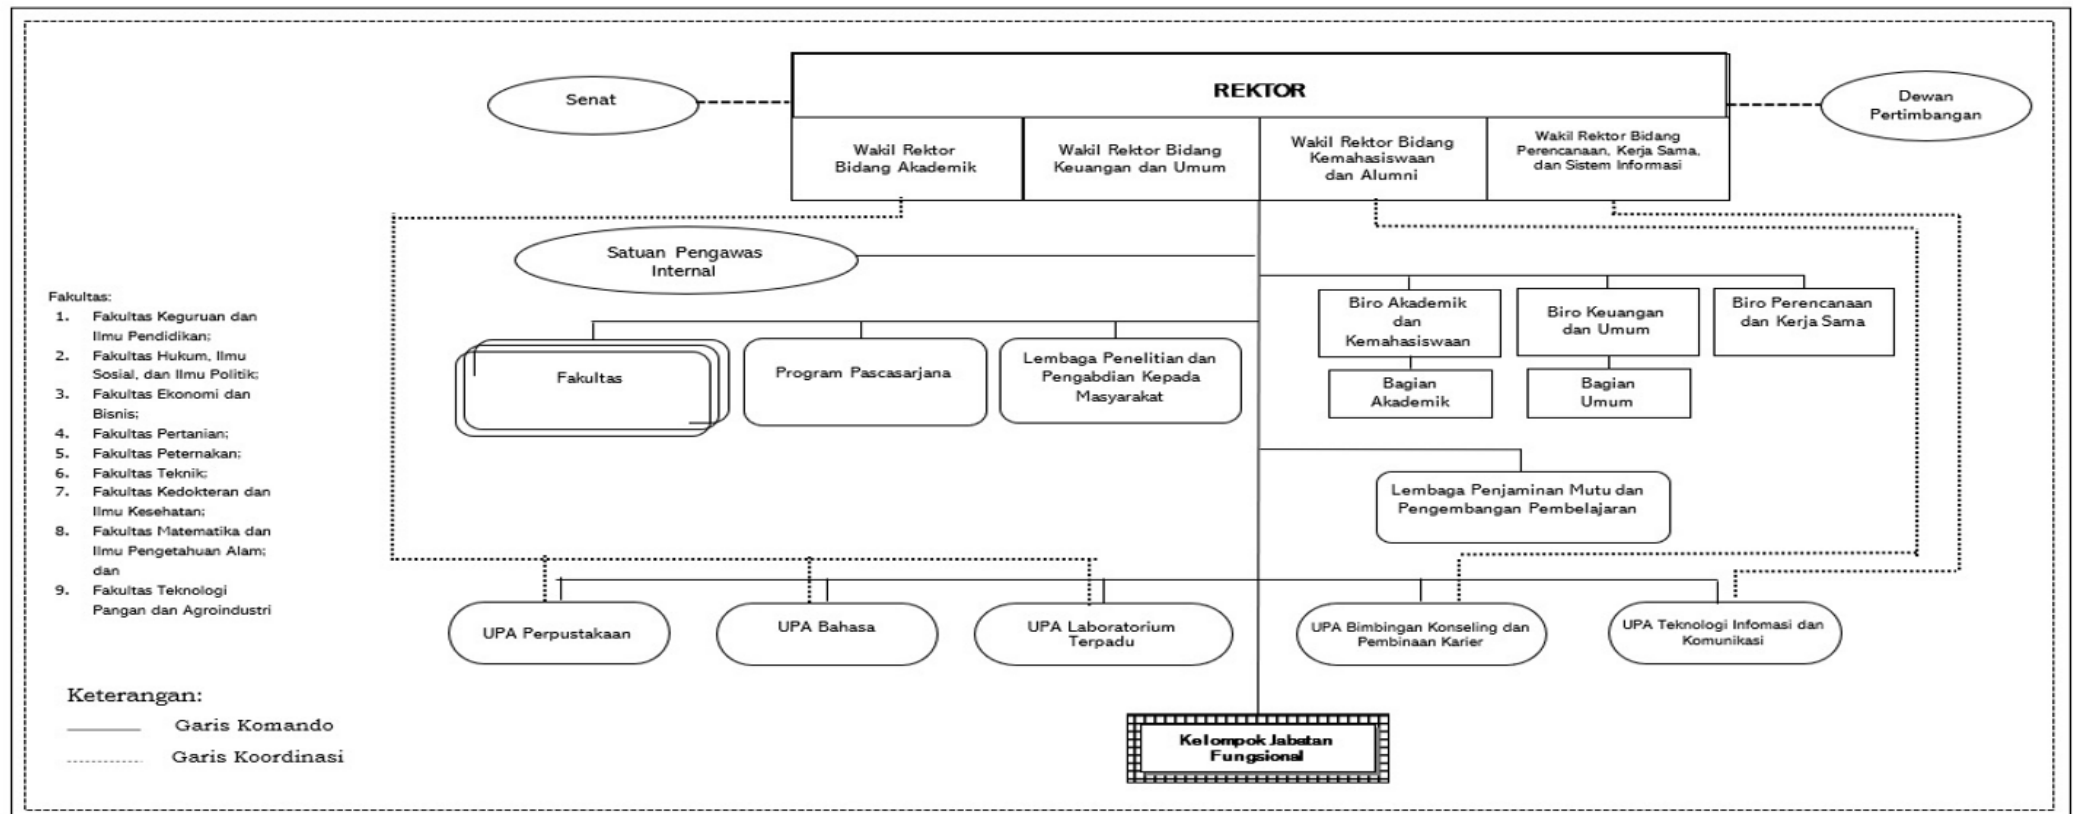 REKTOR
Senat
Dewan
Pertimbangan
Wakil Rektor
Bidang Akademik
Wakil Rektor Bidang
Keuangan dan Umum
Wakil Rektor Bidang
Kemahasiswaan
dan Alumni
Wakil Rektor Bidang
Perencanaan, Kerja Sama,
dan Sistem Informasi
Satuan Pengawas
Internal
Biro Akademik
dan
Kemahasiswaan
Biro Keuangan
dan Umum
Biro Perencanaan
dan Kerja Sama
Bagian
Akademik
Bagian
Umum
Fakultas
Program Pascasarjana
Lembaga Penelitian dan
Pengabdian Kepada
Masyarakat
Lembaga Penjaminan Mutu dan
Pengembangan Pembelajaran
Fakultas:
1. Fakultas Keguruan dan
Ilmu Pendidikan;
2. Fakultas Hukum, Ilmu
Sosial, dan Ilmu Politik;
3. Fakultas Ekonomi dan
Bisnis;
4. Fakultas Pertanian;
5. Fakultas Peternakan;
6. Fakultas Teknik;
7. Fakultas Kedokteran dan
Ilmu Kesehatan;
8. Fakultas Matematika dan
Ilmu Pengetahuan Alam;
dan
9. Fakultas Teknologi
Pangan dan Agroindustri
UPA Perpustakaan
UPA Bahasa
UPA Laboratorium
Terpadu
UPA Bimbingan Konseling dan
Pembinaan Karier
UPA Teknologi Infomasi dan
Komunikasi
Kelompok Jabatan
Fungsional
Keterangan:
Garis Komando
Garis Koordinasi